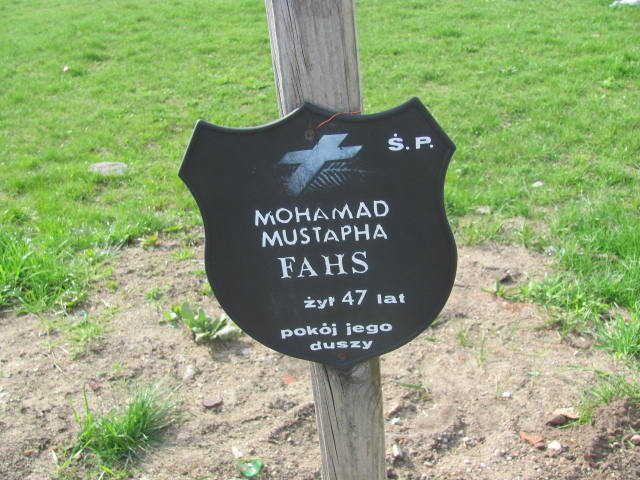 Ś.P.
MOHAMAD
MUSTAPHA
FAHS
żył 47 lat
pokój jego
duszy